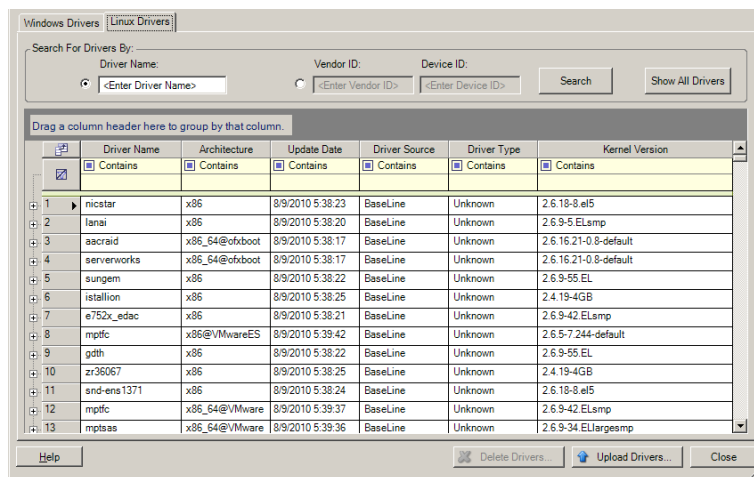 Windows Drivers Linux Drivers
Search For Drivers By:
Driver Name: Vendor ID: Device ID:
<Enter Driver Name> <Enter Vendor ID> <Enter Device ID> Search Show All Drivers
Drag a column header here to group by that column.
Driver Name Architecture Update Date Driver Source Driver Type Kernel Version
Contains Contains Contains Contains Contains Contains
1 nicstar x86 8/9/2010 5:38:23 BaseLine Unknown 2.6.18-8.el5
2 lanai x86 8/9/2010 5:38:20 BaseLine Unknown 2.6.9-5.ELsmp
3 aacraid x86_64@ofxboot 8/9/2010 5:38:17 BaseLine Unknown 2.6.16.21-0.8-default
4 serverworks x86_64@ofxboot 8/9/2010 5:38:17 BaseLine Unknown 2.6.16.21-0.8-default
5 sungem x86 8/9/2010 5:38:22 BaseLine Unknown 2.6.9-55.EL
6 istallion x86 8/9/2010 5:38:25 BaseLine Unknown 2.4.19-4GB
7 e752x_edac x86 8/9/2010 5:38:21 BaseLine Unknown 2.6.9-42.ELsmp
8 mptfc x86@VMwareES 8/9/2010 5:39:42 BaseLine Unknown 2.6.5-7.244-default
9 gdth x86 8/9/2010 5:38:22 BaseLine Unknown 2.6.9-55.EL
10 zr36067 x86 8/9/2010 5:38:25 BaseLine Unknown 2.4.19-4GB
11 snd-ens1371 x86 8/9/2010 5:38:24 BaseLine Unknown 2.6.18-8.el5
12 mptfc x86_64@VMware 8/9/2010 5:39:37 BaseLine Unknown 2.6.9-42.ELsmp
13 mptsas x86_64@VMware 8/9/2010 5:39:36 BaseLine Unknown 2.6.9-34.ELlargesmp
Help Delete Drivers... Upload Drivers... Close